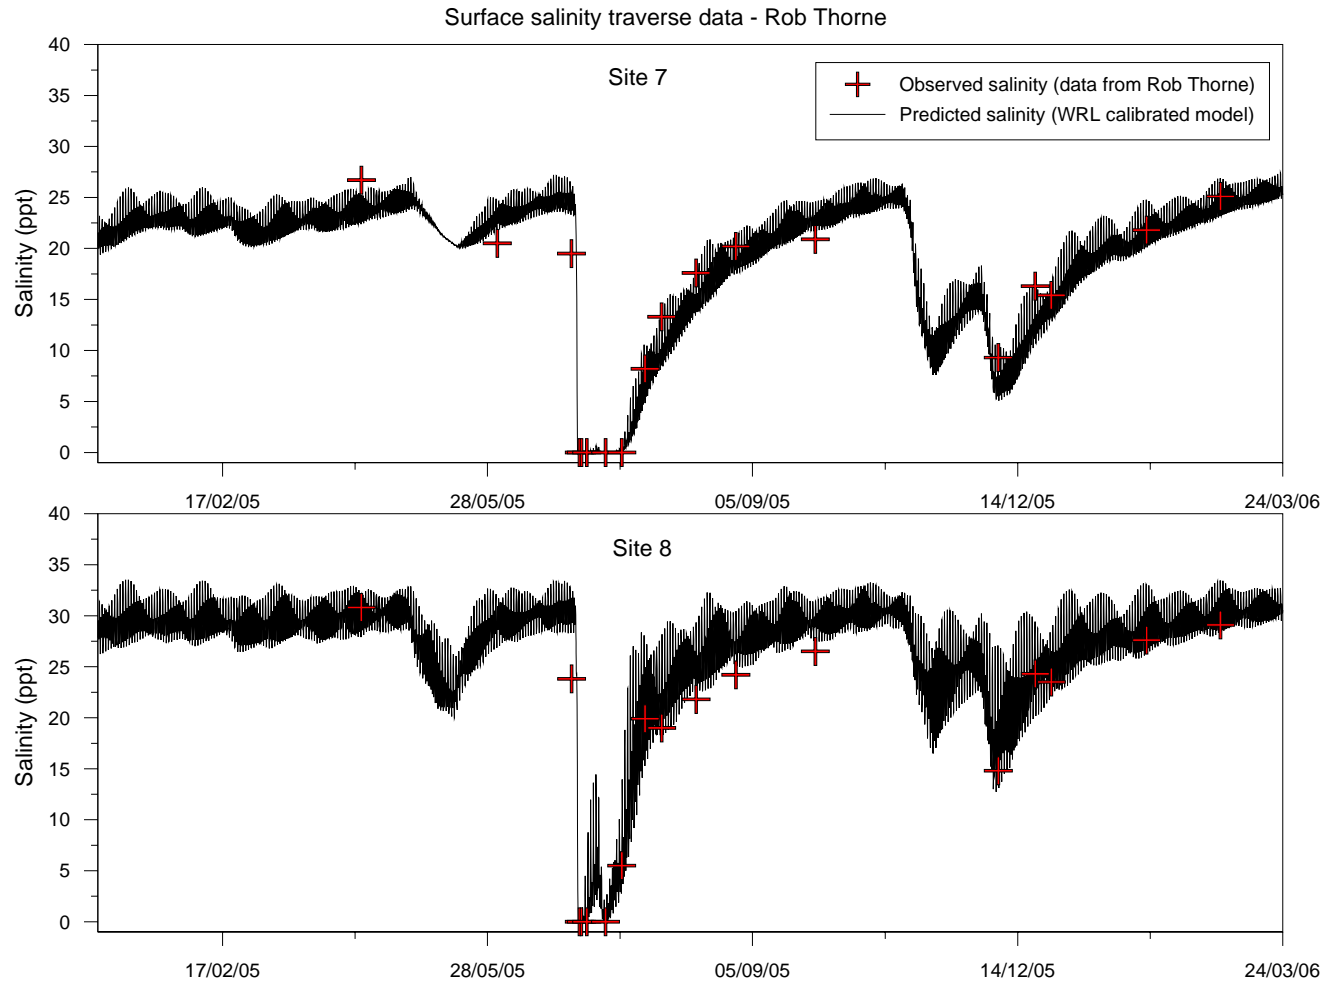 Surface salinity traverse data - Rob Thorne
Site 7
Observed salinity (data from Rob Thorne)
Predicted salinity (WRL calibrated model)
Salinity (ppt)
40
35
30
25
20
15
10
5
0
17/02/05 28/05/05 05/09/05 14/12/05 24/03/06
Site 8
Salinity (ppt)
40
35
30
25
20
15
10
5
0
17/02/05 28/05/05 05/09/05 14/12/05 24/03/06